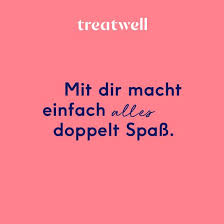 treatwell
Mit dir macht
einfach alles
doppelt Spaß.